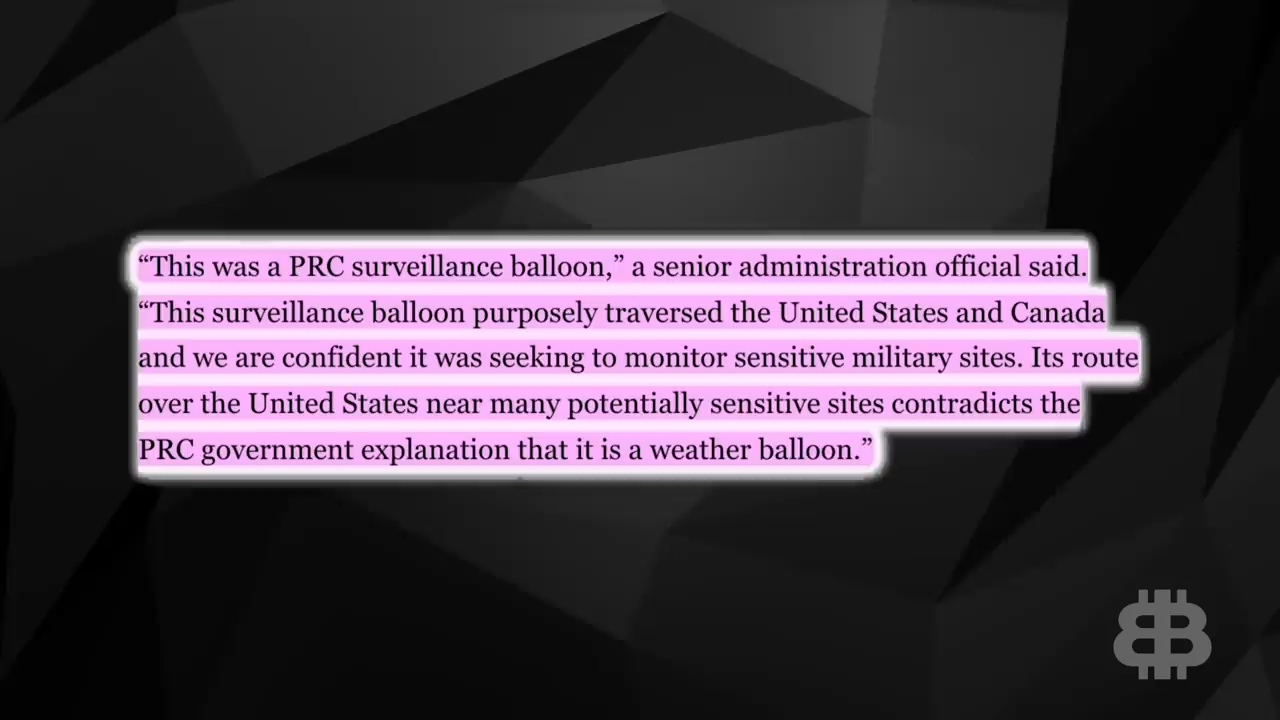 “This was a PRC surveillance balloon,” a senior administration official said.
“This surveillance balloon purposely traversed the United States and Canada
and we are confident it was seeking to monitor sensitive military sites. Its route
over the United States near many potentially sensitive sites contradicts the
PRC government explanation that it is a weather balloon.”